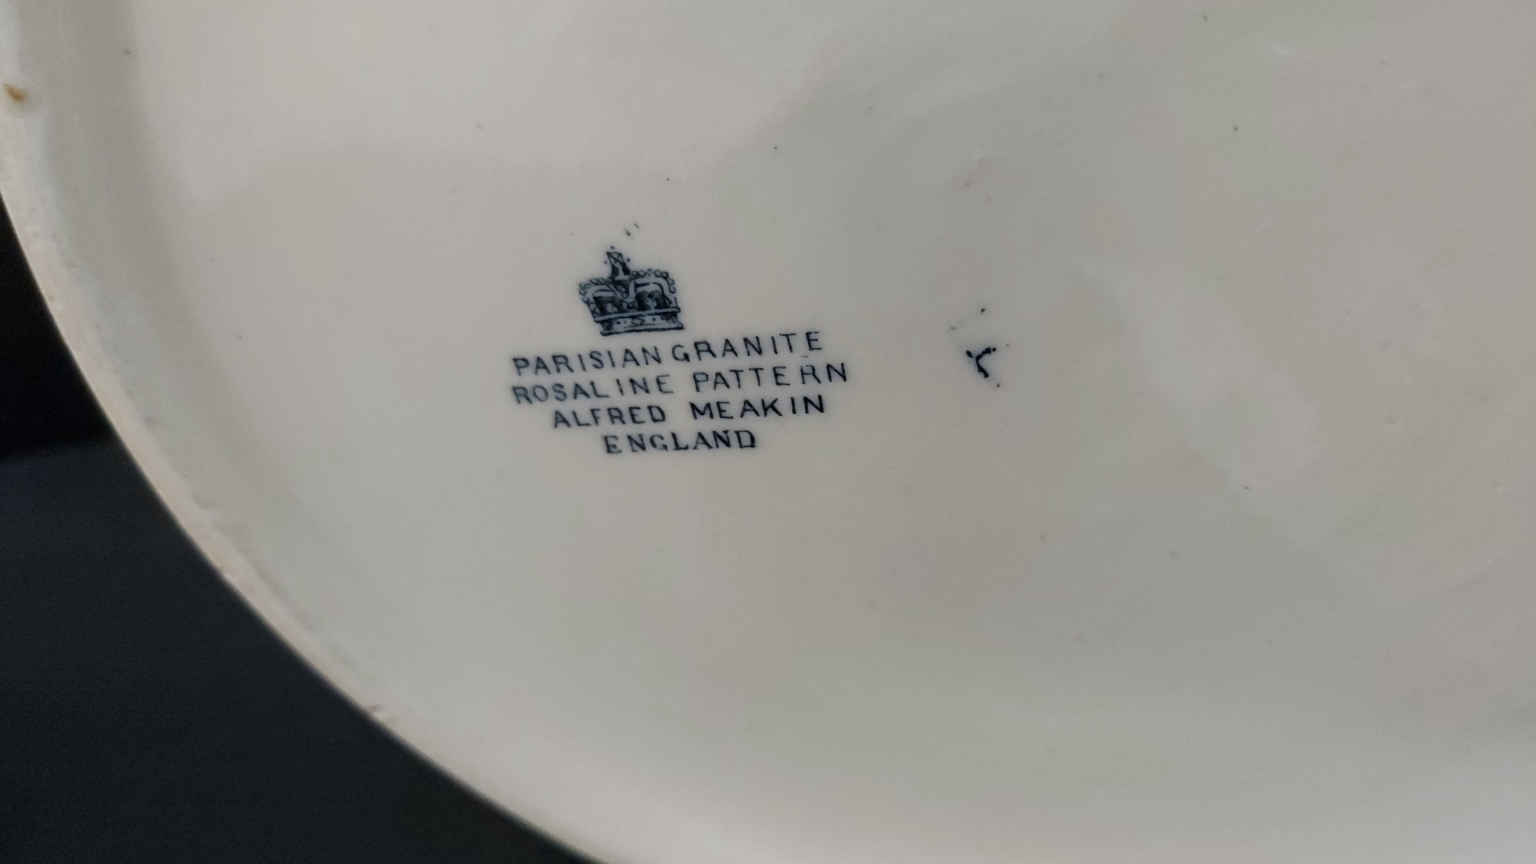 PARISIAN GRANITE
ROSALINE PATTERN
ALFRED MEAKIN
ENGLAND